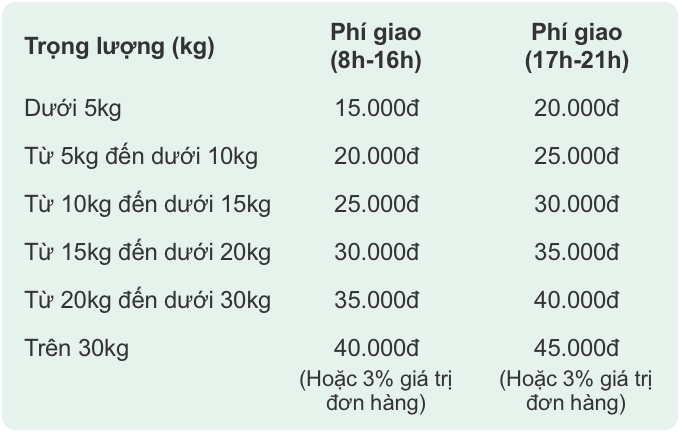 Trọng lượng (kg) Phí giao (8h-16h) Phí giao (17h-21h)
Dưới 5kg 15.000đ 20.000đ
Từ 5kg đến dưới 10kg 20.000đ 25.000đ
Từ 10kg đến dưới 15kg 25.000đ 30.000đ
Từ 15kg đến dưới 20kg 30.000đ 35.000đ
Từ 20kg đến dưới 30kg 35.000đ 40.000đ
Trên 30kg 40.000đ 45.000đ
(Hoặc 3% giá trị (Hoặc 3% giá trị
đơn hàng) đơn hàng)